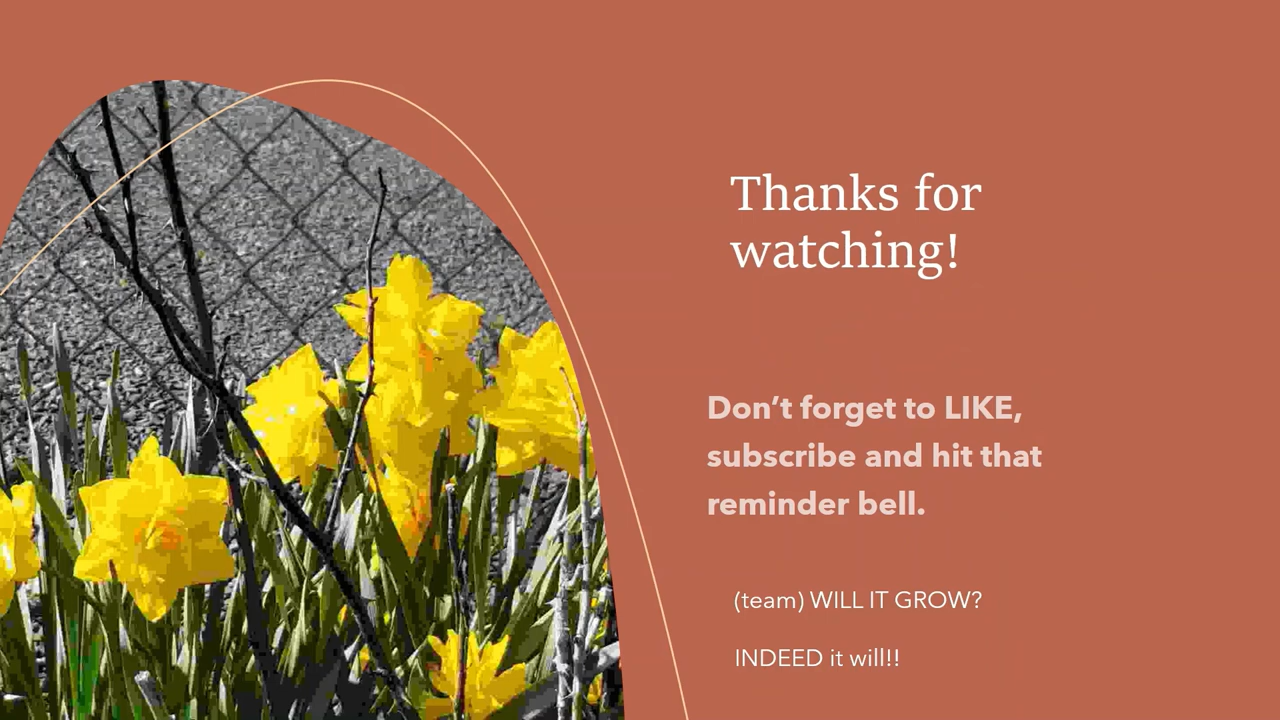 Thanks for
watching!
Don’t forget to LIKE,
subscribe and hit that
reminder bell.
(team) WILL IT GROW?
INDEED it will!!